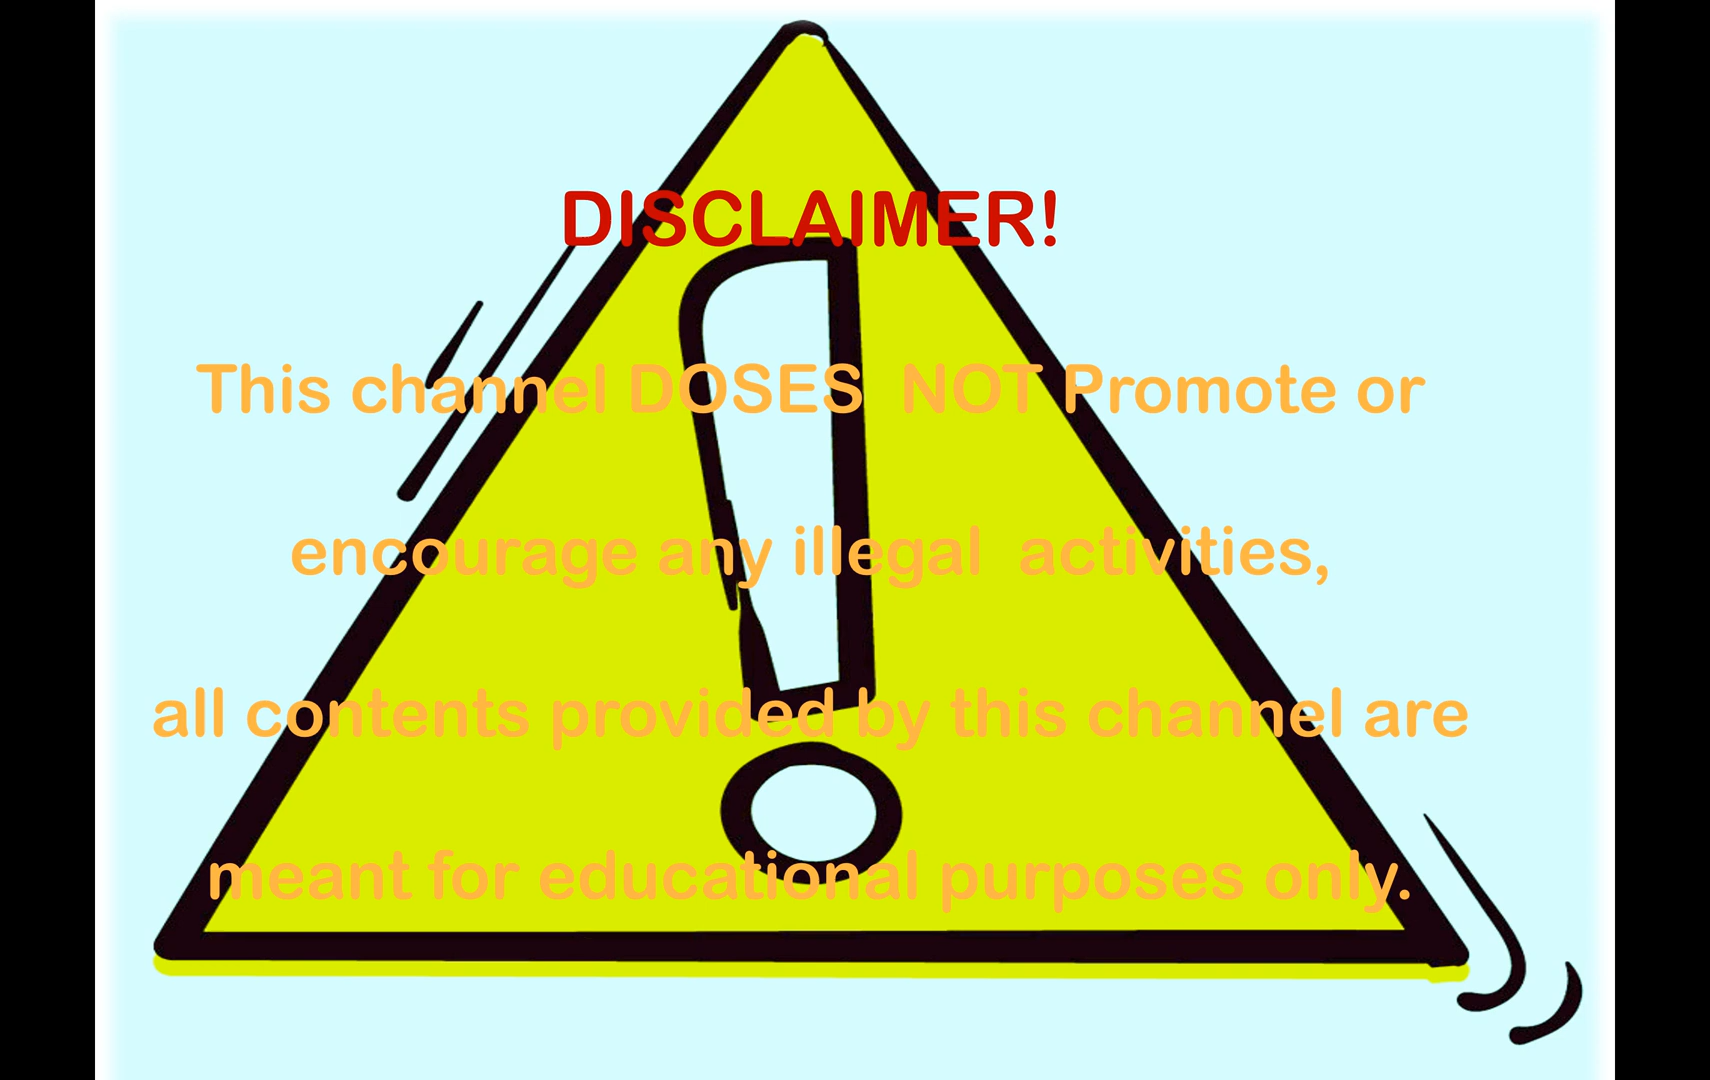 DISCLAIMER!
This channel DOSES  NOT Promote or
encourage any illegal  activities,
all contents provided by this channel are
meant for educational purposes only.